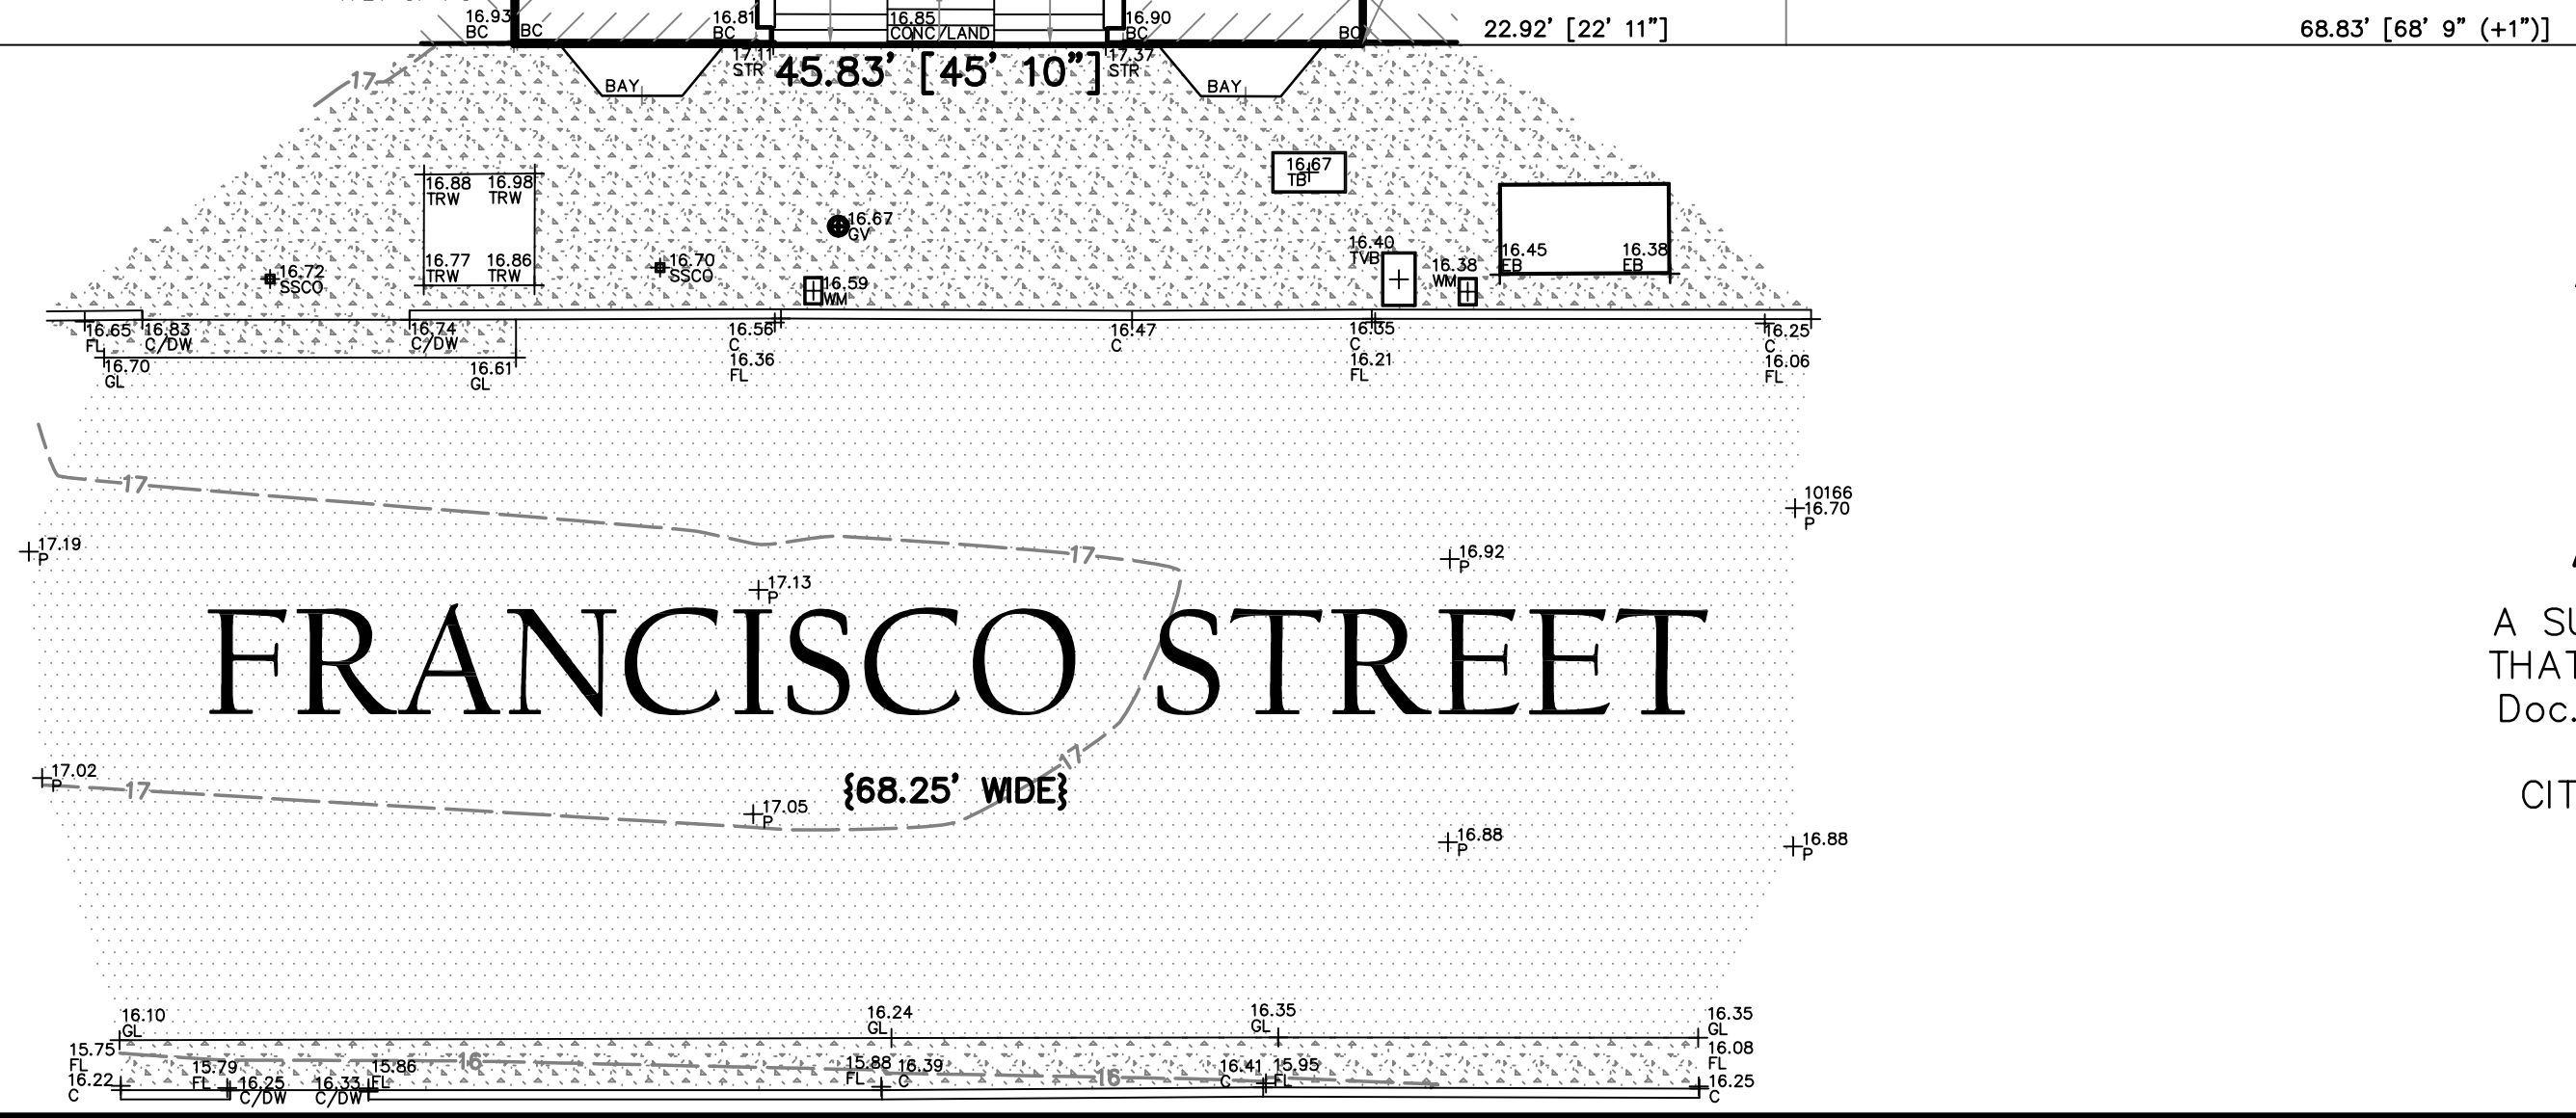 16.93
BC
BC
16.81
BC
16.85
CONC/LAND
16.90
BC
BC
22.92' [22' 11"]
68.83' [68' 9" (+1")]
17
17.11
STR
45.83' [45' 10"]
17.37
STR
BAY
BAY
16.67
TB
16.88
TRW
16.98
TRW
16.77
TRW
16.86
TRW
16.72
SSCO
16.70
SSCO
16.67
GV
16.59
WM
16.40
TVB
16.38
WM
16.45
EB
16.38
EB
16.65
FL
16.83
C/DW
16.74
C/DW
16.56
C
16.36
FL
16.47
C
C
16.21
FL
16.25
C
16.06
FL
16.70
GL
16.61
GL
17
10166
16.70
P
17.19
P
17
16.92
P
17.13
P
FRANCISCO STREET
17
17.02
P
17
{68.25' WIDE}
17.05
P
16.88
P
16.88
P
A SU
THAT
Doc.
CIT
16.10
GL
16.24
GL
16.35
GL
16.35
GL
15.75
FL
16.22
C
15.79
FL
16.25
C/DW
16.33
C/DW
15.86
FL
16
15.88
FL
16.39
C
16
16.41
C
15.95
FL
16.08
FL
16.25
C